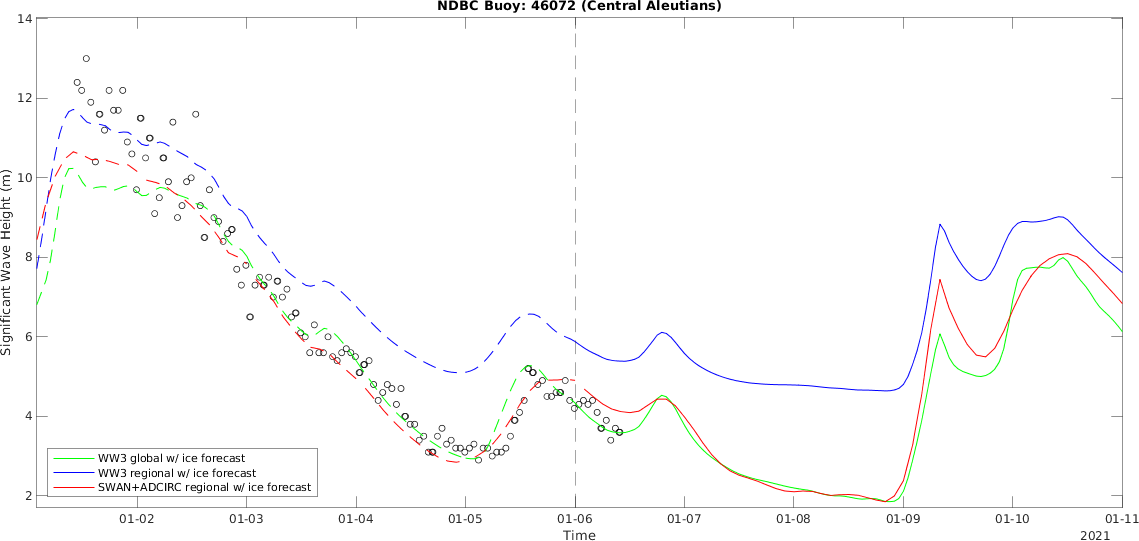 NDBC Buoy: 46072 (Central Aleutians)
14
12
10
8
6
4
2
Significant Wave Height (m)
WW3 global w/ ice forecast
WW3 regional w/ ice forecast
SWAN+ADCIRC regional w/ ice forecast
01-02 01-03 01-04 01-05 01-06 01-07 01-08 01-09 01-10 01-11
Time
2021